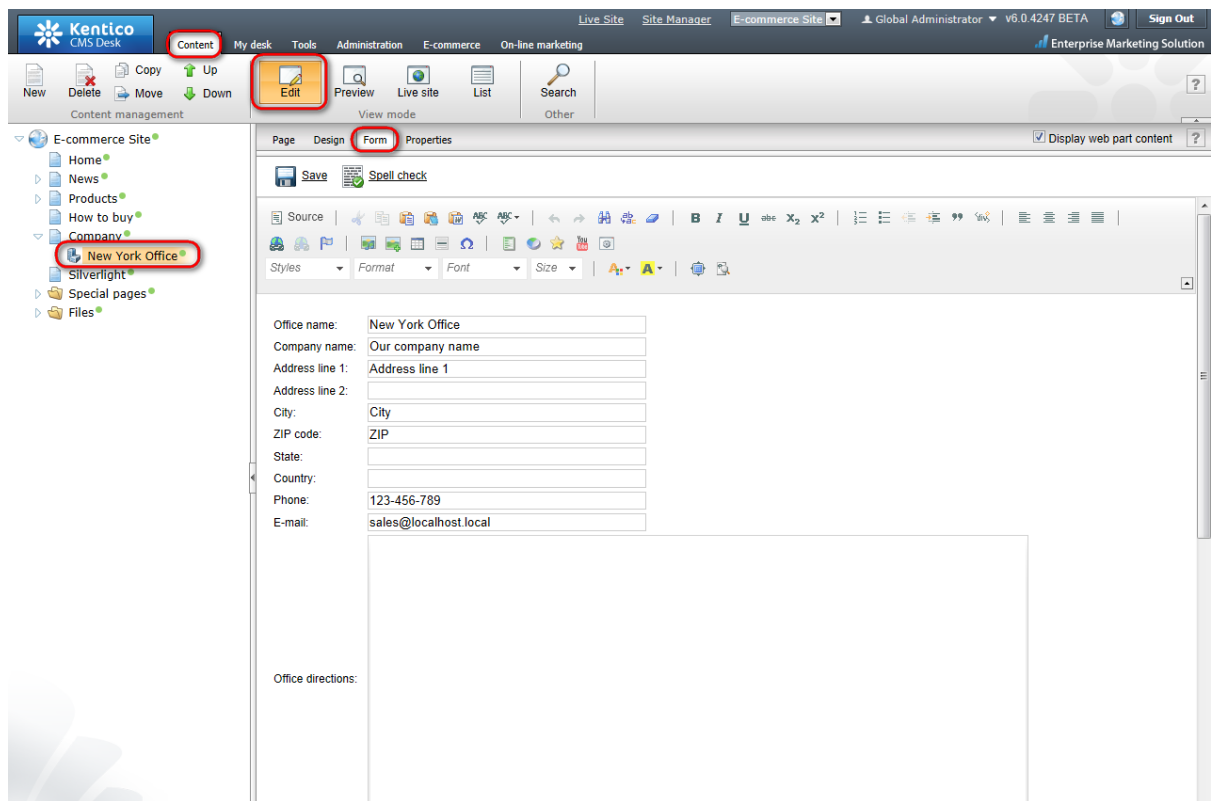 Live Site Site Manager E-commerce Site Global Administrator v6.0.4247 BETA Sign Out
Kentico
CMS Desk
Content My desk Tools Administration E-commerce On-line marketing Enterprise Marketing Solution
New Delete Copy Move Up Down
Content management
Edit Preview Live site List
View mode
Search
Other
?
E-commerce Site
Home
News
Products
How to buy
Company
New York Office
Silverlight
Special pages
Files
Page Design Form Properties Display web part content ?
Save Spell check
Source B I U abc X₂ X²
Styles Format Font Size A A
Office name: New York Office
Company name: Our company name
Address line 1: Address line 1
Address line 2:
City: City
ZIP code: ZIP
State:
Country:
Phone: 123-456-789
E-mail: sales@localhost.local
Office directions: